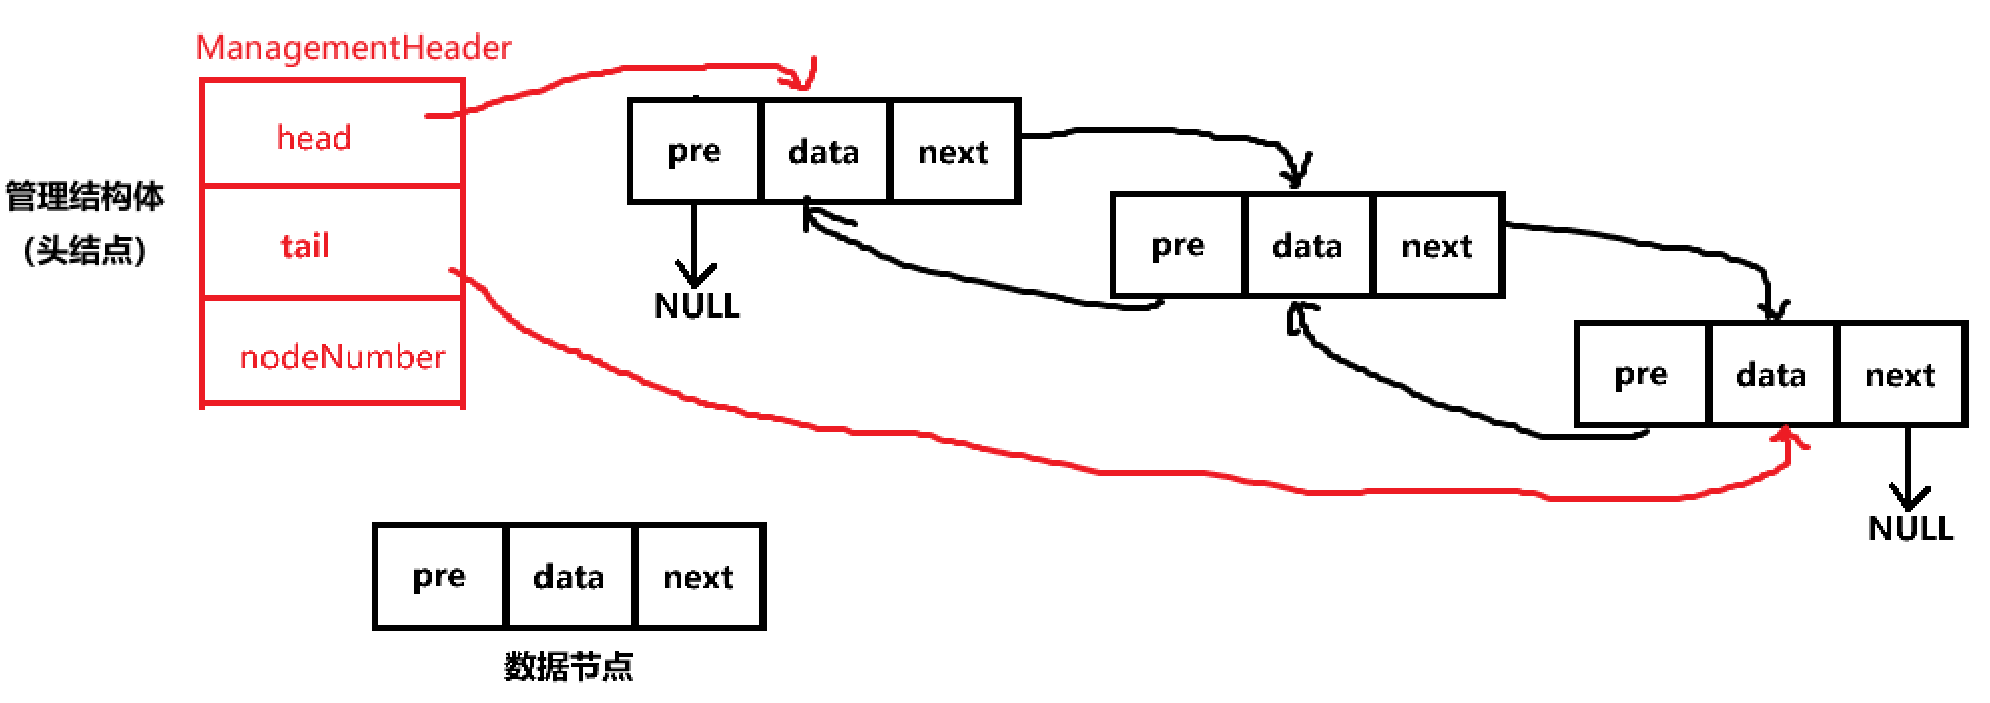 ManagementHeader
head
管理结构体
(头结点)
tail
nodeNumber
pre data next
NULL
pre data next
pre data next
NULL
pre data next
数据节点